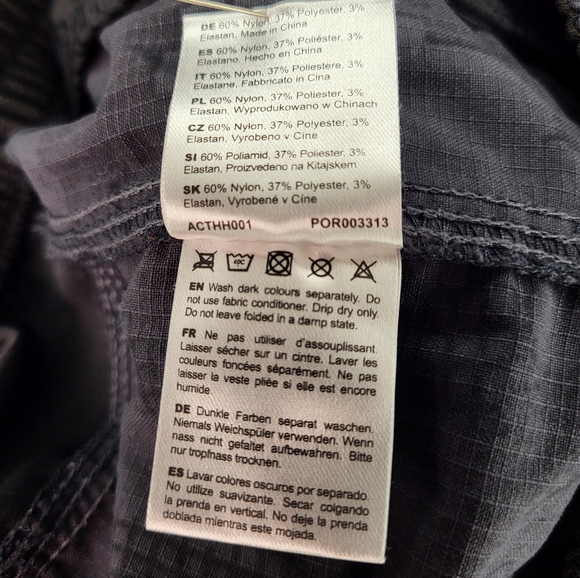 DE 60% Nylon, 37% Polyester, 3%
Elastan, Made in China
ES 60% Nylon, 37% Poliéster, 3%
Elastano, Hecho en China
IT 60% Nylon, 37% Poliestere, 3%
Elastane, Fabbricato in Cina
PL 60% Nylon, 37% Poliester, 3%
Elastan, Wyprodukowano w Chinach
CZ 60% Nylon, 37% Polyester, 3%
Elastan, Vyrobeno v Číne
SI 60% Poliamid, 37% Poliester, 3%
Elastan, Proizvedeno na Kitajskem
SK 60% Nylon, 37% Polyester, 3%
Elastan, Vyrobené v Cíne
ACTHH001 POR003313
40C
EN Wash dark colours separately. Do
not use fabric conditioner. Drip dry only.
Do not leave folded in a damp state.
FR Ne pas utiliser d'assouplissant.
Laisser sécher sur un cintre. Laver les
couleurs foncées séparément. Ne pas
laisser la veste pliée si elle est encore
humide.
DE Dunkle Farben separat waschen.
Niemals Weichspüler verwenden. Wenn
nass nicht gefaltet aufbewahren. Bitte
nur tropfnass trocknen.
ES Lavar colores oscuros por separado.
No utilize suavizante. Secar colgando
la prenda en vertical. No deje la prenda
doblada mientras este mojada.